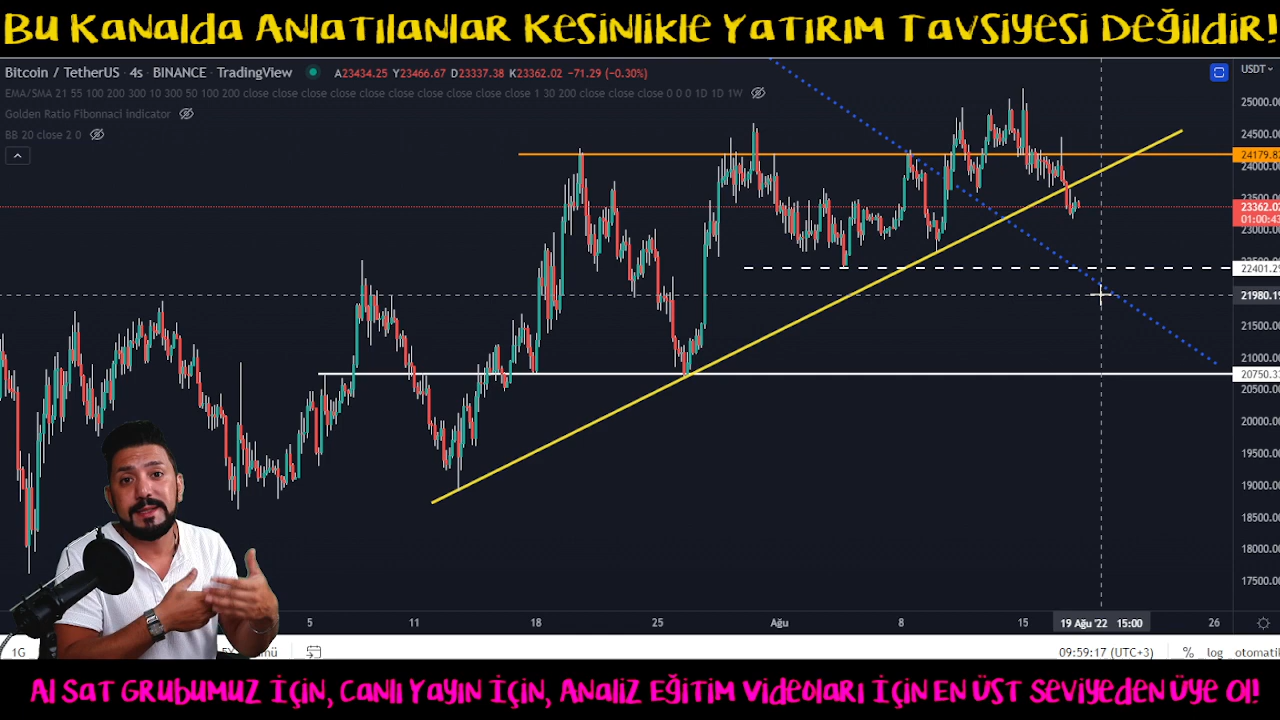 Bu Kanalda Anlatılanlar Kesinlikle Yatırım Tavsiyesi Değildir!
Bitcoin / TetherUS · 4s · BINANCE · TradingView A23434.25 Y23466.67 D23337.38 K23362.02 −71.29 (−0.30%) USDT
EMA/SMA 21 55 100 200 300 10 300 50 100 200 close close close close close close close close close close 1 30 200 close close close 0 0 0 1D 1D 1W
Golden Ratio Fibonnaci Indicator
BB 20 close 2 0
25000.00
24500.00
24179.82
24000.00
23500.00
23362.02
01:00:43
23000.00
22401.29
21980.19
21500.00
21000.00
20750.33
20500.00
20000.00
19500.00
19000.00
18500.00
18000.00
17500.00
5 11 18 25 Ağu 8 15 19 Ağu '22 15:00 26
1G 09:59:17 (UTC+3) % log otomatik
Al Sat Grubumuz İçin, Canlı Yayın İçin, Analiz Eğitim Videoları İçin En Üst Seviyeden Üye Ol!